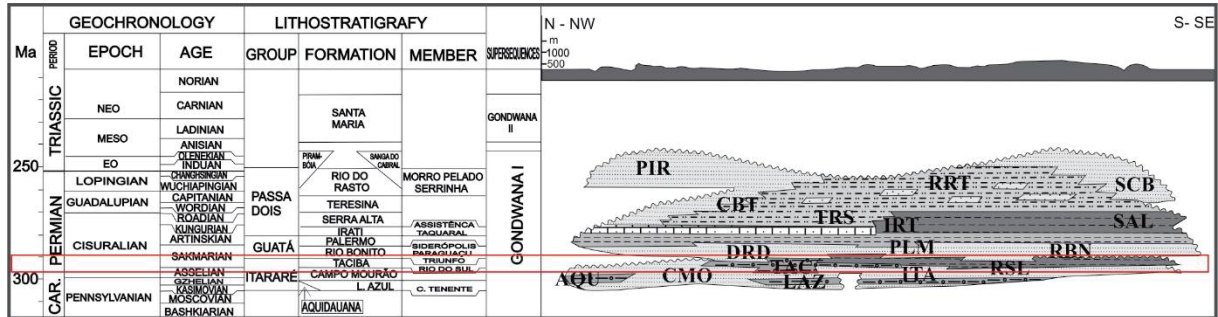 GEOCHRONOLOGY LITHOSTRATIGRAFY
Ma PERIOD EPOCH AGE GROUP FORMATION MEMBER SUPERSEQUENCES
N - NW S- SE
m
1000
500
250
300
TRIASSIC
PERMIAN
CAR.
NEO
MESO
EO
LOPINGIAN
GUADALUPIAN
CISURALIAN
PENNSYLVANIAN
NORIAN
CARNIAN
LADINIAN
ANISIAN
OLENEKIAN
INDUAN
CHANGHSINGIAN
WUCHIAPINGIAN
CAPITANIAN
WORDIAN
ROADIAN
KUNGURIAN
ARTINSKIAN
SAKMARIAN
ASSELIAN
GZHELIAN
KASIMOVIAN
MOSCOVIAN
BASHKIARIAN
PASSA
DOIS
GUATÁ
ITARARÉ
SANTA
MARIA
PIRAM-
BÓIA
SANGA DO
CABRAL
RIO DO
RASTO
TERESINA
SERRA ALTA
IRATI
PALERMO
RIO BONITO
TACIBA
CAMPO MOURÃO
L. AZUL
AQUIDAUANA
MORRO PELADO
SERRINHA
ASSISTÊNCA
TAQUARAL
SIDERÓPOLIS
PARAGUAÇU
TRIUNFO
RIO DO SUL
C. TENENTE
GONDWANA
II
GONDWANA I
PIR
RRT
SCB
CBT
TRS
IRT
SAL
DRD
PLM
RBN
AQU
CMO
TAC
LAZ
ITA
RSL